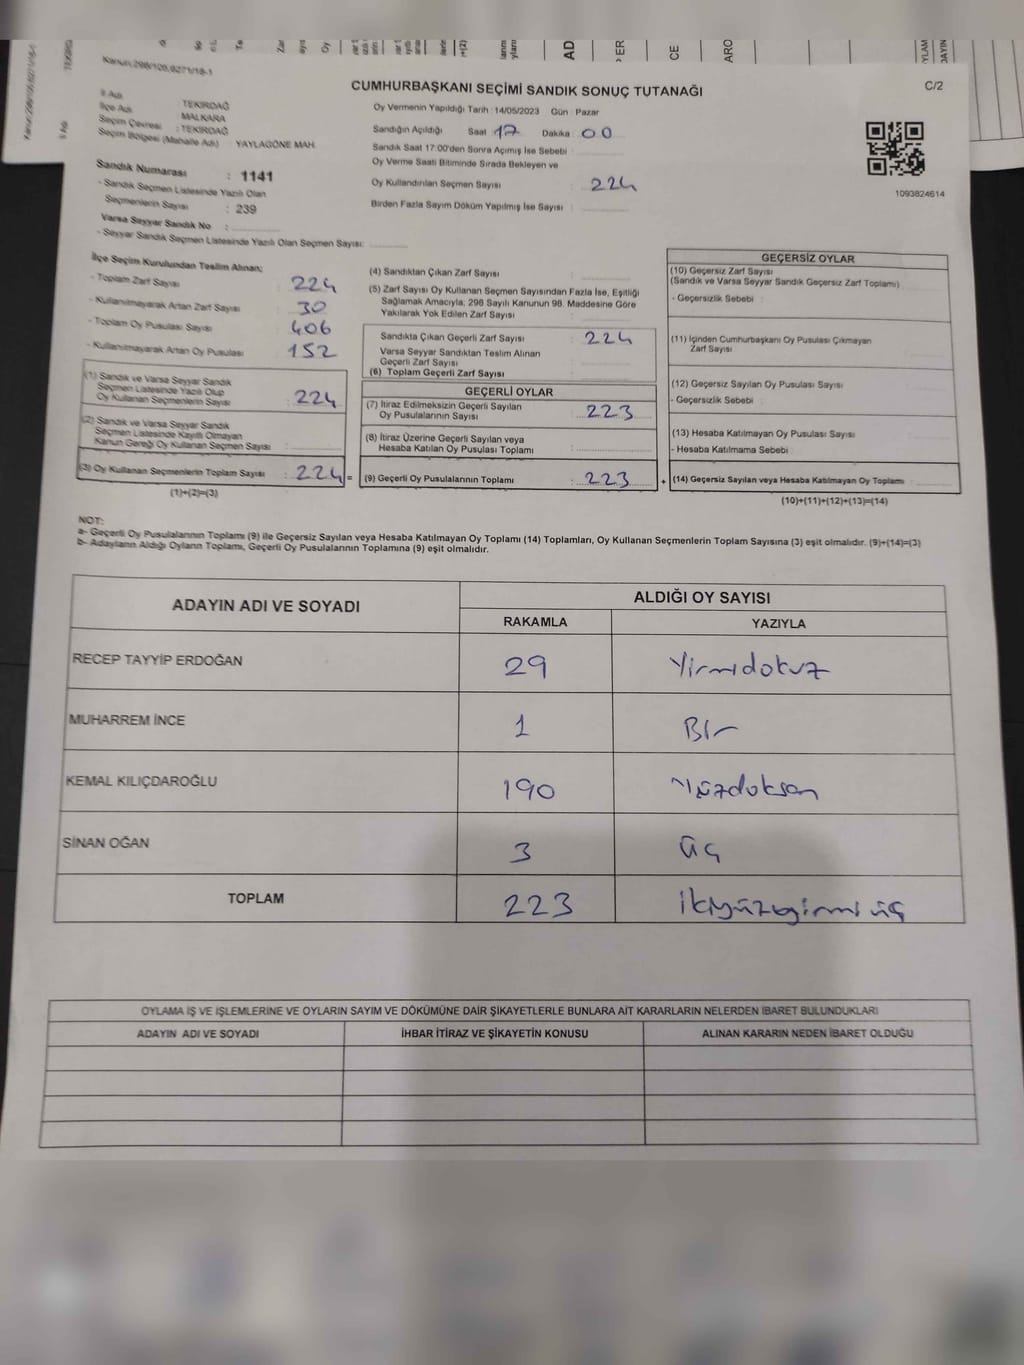 Kanun:298/109,6271/18-1
CUMHURBAŞKANI SEÇİMİ SANDIK SONUÇ TUTANAĞI
C/2
İl Adı : TEKİRDAĞ
İlçe Adı : MALKARA
Seçim Çevresi : TEKİRDAĞ
Seçim Bölgesi (Mahalle Adı) : YAYLAGÖNE MAH.
Sandık Numarası : 1141
- Sandık Seçmen Listesinde Yazılı Olan
Seçmenlerin Sayısı : 239
Varsa Seyyar Sandık No :
- Seyyar Sandık Seçmen Listesinde Yazılı Olan Seçmen Sayısı:
Oy Vermenin Yapıldığı Tarih : 14/05/2023 Gün : Pazar
Sandığın Açıldığı Saat 17 Dakika : 00
Sandık Saat 17:00'den Sonra Açımış İse Sebebi :
Oy Verme Saati Bitiminde Sırada Bekleyen ve
Oy Kullandırılan Seçmen Sayısı : 224
Birden Fazla Sayım Döküm Yapılmış İse Sayısı :
1093824614
İlçe Seçim Kurulundan Teslim Alınan;
- Toplam Zarf Sayısı : 224
- Kullanılmayarak Artan Zarf Sayısı : 30
- Toplam Oy Pusulası Sayısı : 406
- Kullanılmayarak Artan Oy Pusulası : 152
(1) Sandık ve Varsa Seyyar Sandık
Seçmen Listesinde Yazılı Olup
Oy Kullanan Seçmenlerin Sayısı : 224
(2) Sandık ve Varsa Seyyar Sandık
Seçmen Listesinde Kayıtlı Olmayan
Kanun Gereği Oy Kullanan Seçmen Sayısı :
(3) Oy Kullanan Seçmenlerin Toplam Sayısı : 224 =
(1)+(2)=(3)
(4) Sandıktan Çıkan Zarf Sayısı :
(5) Zarf Sayısı Oy Kullanan Seçmen Sayısından Fazla İse, Eşitliği
Sağlamak Amacıyla; 298 Sayılı Kanunun 98. Maddesine Göre
Yakılarak Yok Edilen Zarf Sayısı :
Sandıkta Çıkan Geçerli Zarf Sayısı : 224
Varsa Seyyar Sandıktan Teslim Alınan
Geçerli Zarf Sayısı :
(6) Toplam Geçerli Zarf Sayısı :
GEÇERLİ OYLAR
(7) İtiraz Edilmeksizin Geçerli Sayılan
Oy Pusulalarının Sayısı : 223
(8) İtiraz Üzerine Geçerli Sayılan veya
Hesaba Katılan Oy Pusulası Toplamı :
(9) Geçerli Oy Pusulalarının Toplamı : 223 +
GEÇERSİZ OYLAR
(10) Geçersiz Zarf Sayısı :
(Sandık ve Varsa Seyyar Sandık Geçersiz Zarf Toplamı)
- Geçersizlik Sebebi :
(11) İçinden Cumhurbaşkanı Oy Pusulası Çıkmayan
Zarf Sayısı :
(12) Geçersiz Sayılan Oy Pusulası Sayısı :
- Geçersizlik Sebebi :
(13) Hesaba Katılmayan Oy Pusulası Sayısı :
- Hesaba Katılmama Sebebi :
(14) Geçersiz Sayılan veya Hesaba Katılmayan Oy Toplamı :
(10)+(11)+(12)+(13)=(14)
NOT:
a- Geçerli Oy Pusulalarının Toplamı (9) ile Geçersiz Sayılan veya Hesaba Katılmayan Oy Toplamı (14) Toplamları, Oy Kullanan Seçmenlerin Toplam Sayısına (3) eşit olmalıdır. (9)+(14)=(3)
b- Adayların Aldığı Oyların Toplamı, Geçerli Oy Pusulalarının Toplamına (9) eşit olmalıdır.
ADAYIN ADI VE SOYADI
ALDIĞI OY SAYISI
RAKAMLA YAZIYLA
RECEP TAYYİP ERDOĞAN 29 Yirmidokuz
MUHARREM İNCE 1 Bir
KEMAL KILIÇDAROĞLU 190 Yüzdoksan
SİNAN OĞAN 3 üç
TOPLAM 223 ikiyüzyirmi üç
OYLAMA İŞ VE İŞLEMLERİNE VE OYLARIN SAYIM VE DÖKÜMÜNE DAİR ŞİKAYETLERLE BUNLARA AİT KARARLARIN NELERDEN İBARET BULUNDUKLARI
ADAYIN ADI VE SOYADI İHBAR İTİRAZ VE ŞİKAYETİN KONUSU ALINAN KARARIN NEDEN İBARET OLDUĞU